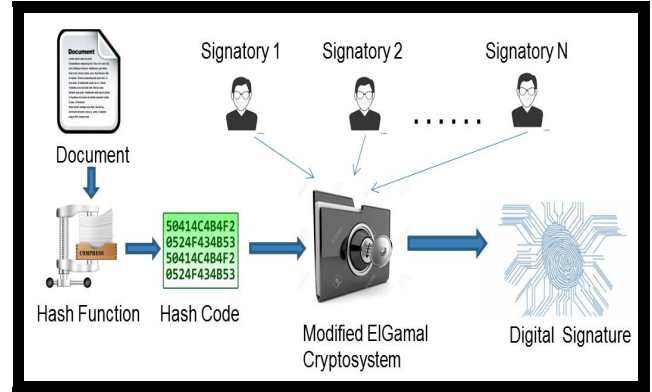 Signatory 1
Signatory 2
Signatory N
Document
Document
COMPRESS
50414C4B4F2
0524F434B53
50414C4B4F2
0524F434B53
Hash Function
Hash Code
Modified ElGamal
Cryptosystem
Digital Signature